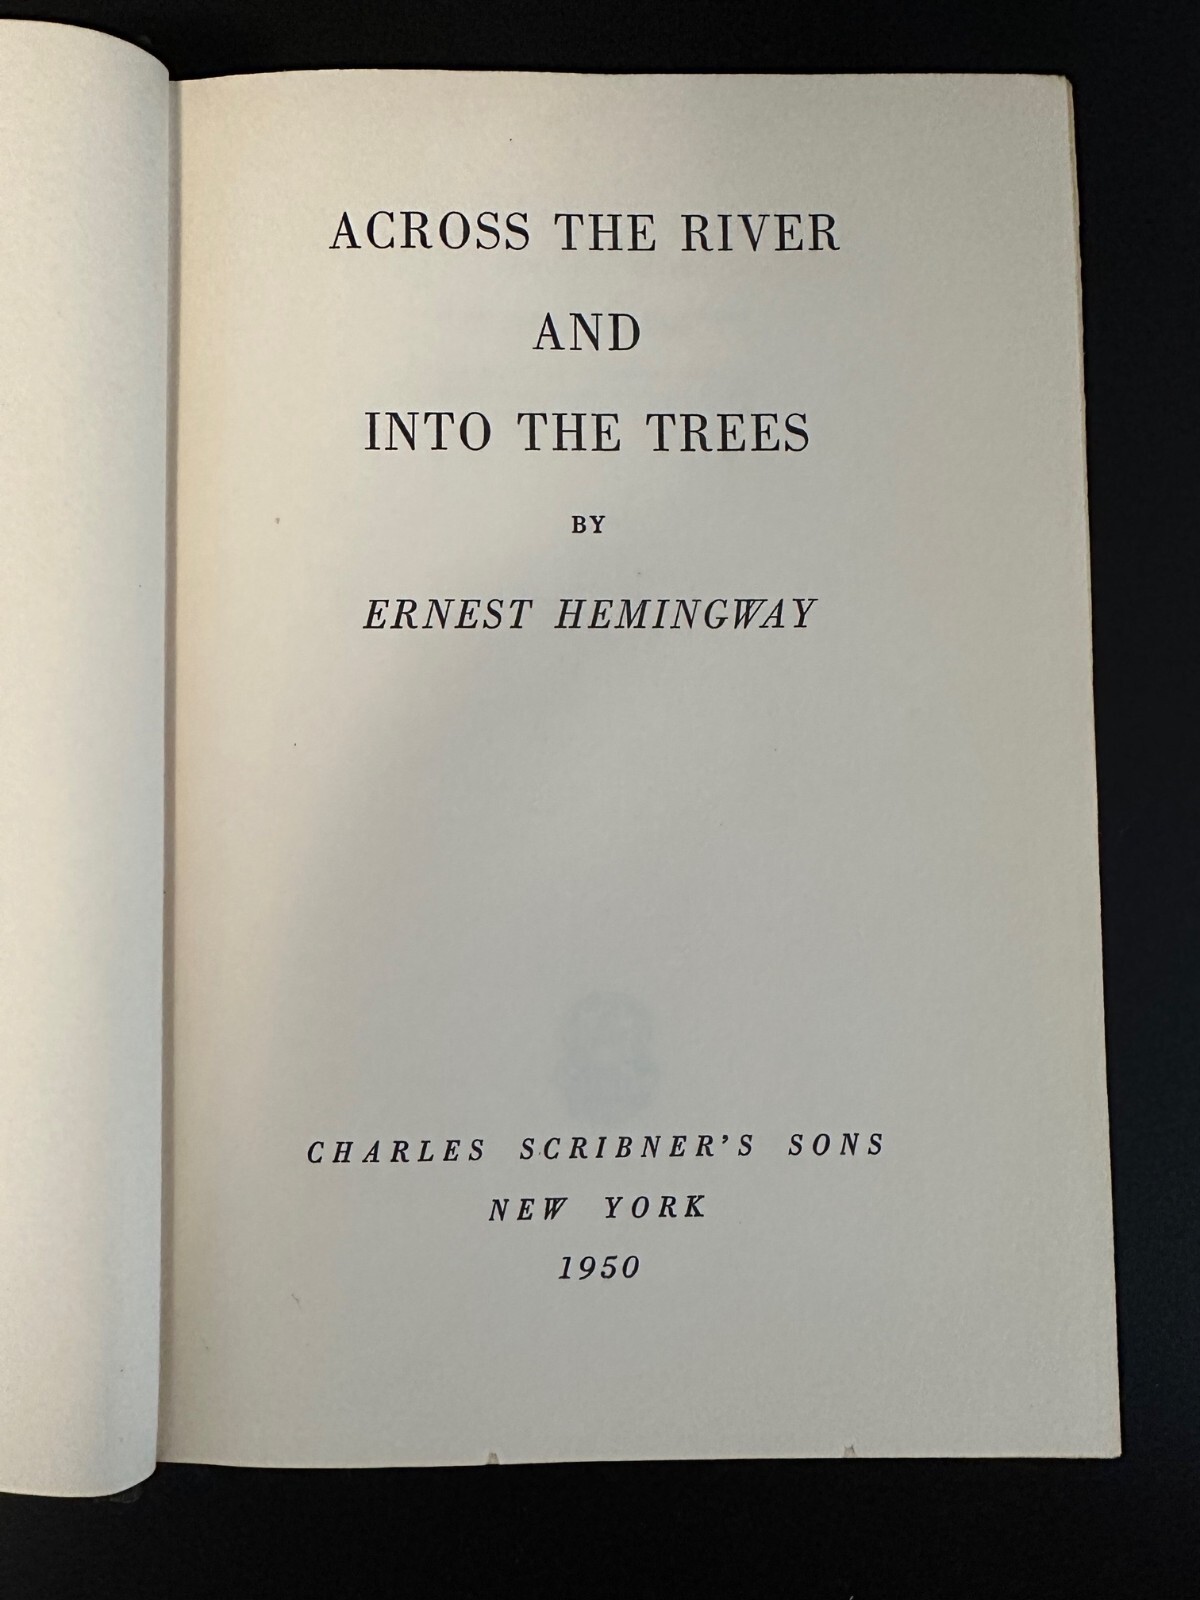 ACROSS THE RIVER
AND
INTO THE TREES
BY
ERNEST HEMINGWAY
CHARLES SCRIBNER’S SONS
NEW YORK
1950